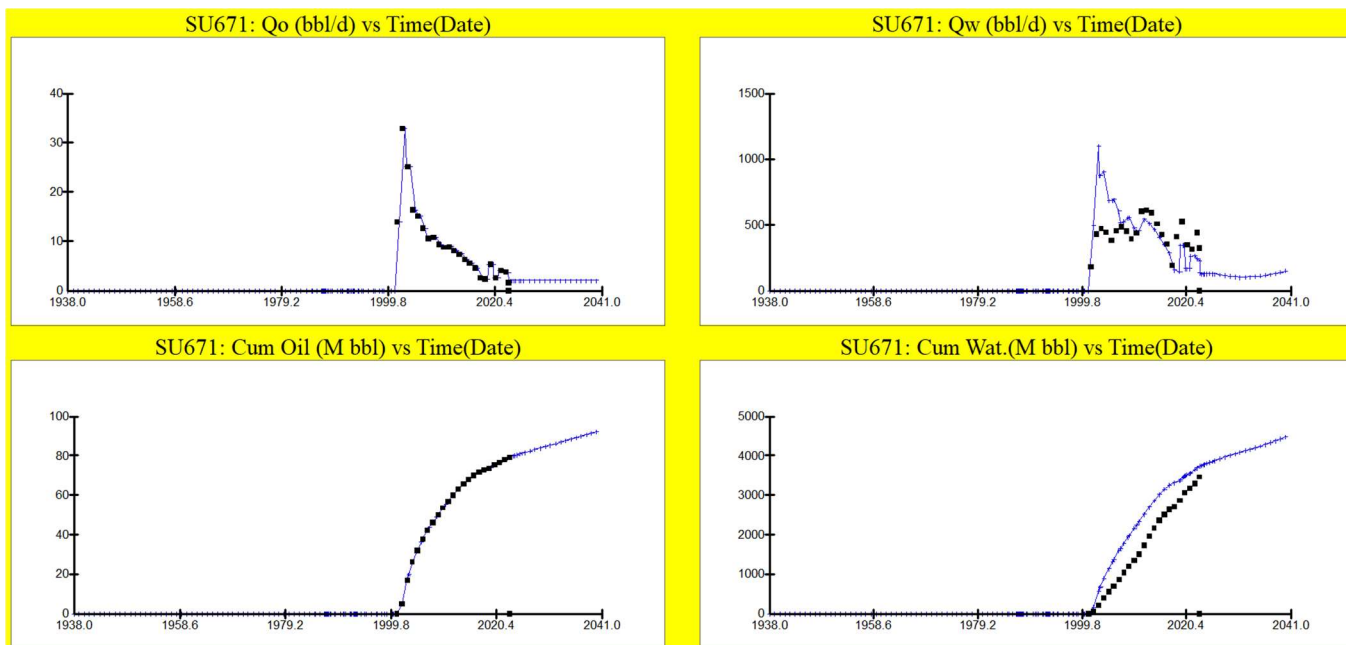 SU671: Qo (bbl/d) vs Time(Date)
40
30
20
10
0
1938.0 1958.6 1979.2 1999.8 2020.4 2041.0
SU671: Qw (bbl/d) vs Time(Date)
1500
1000
500
0
1938.0 1958.6 1979.2 1999.8 2020.4 2041.0
SU671: Cum Oil (M bbl) vs Time(Date)
100
80
60
40
20
0
1938.0 1958.6 1979.2 1999.8 2020.4 2041.0
SU671: Cum Wat.(M bbl) vs Time(Date)
5000
4000
3000
2000
1000
0
1938.0 1958.6 1979.2 1999.8 2020.4 2041.0